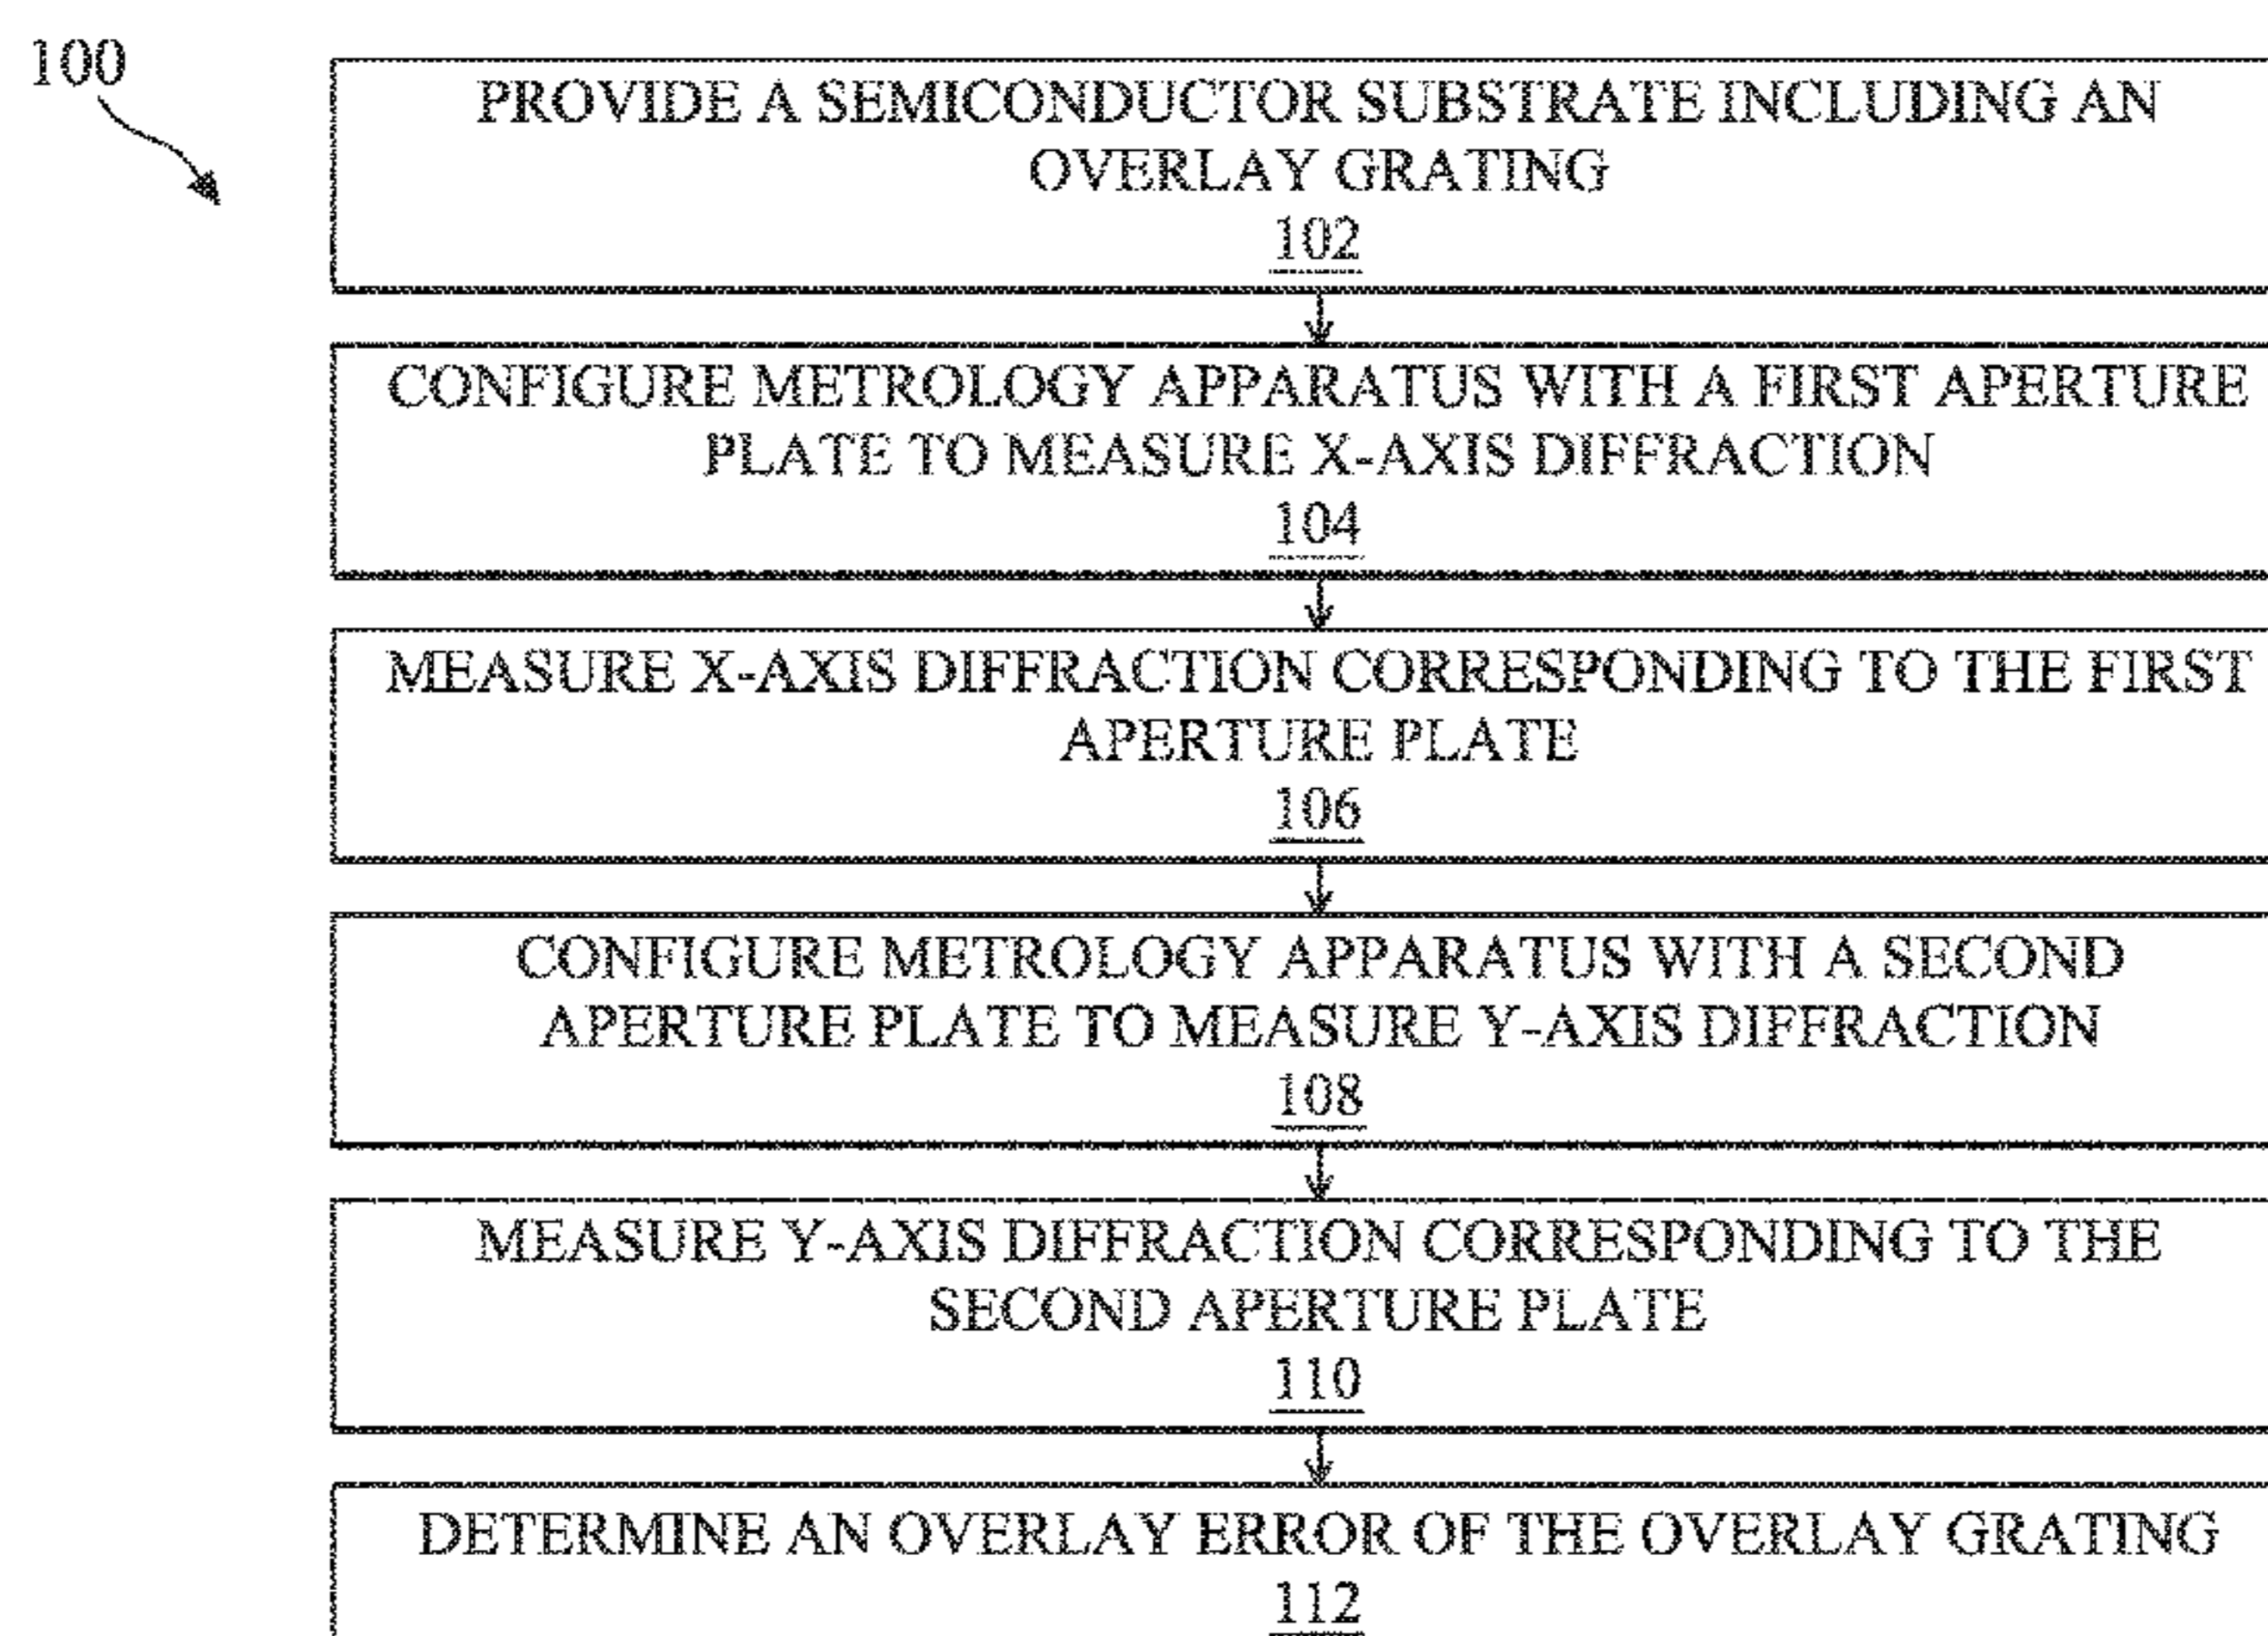 100
PROVIDE A SEMICONDUCTOR SUBSTRATE INCLUDING AN
OVERLAY GRATING
102
CONFIGURE METROLOGY APPARATUS WITH A FIRST APERTURE
PLATE TO MEASURE X-AXIS DIFFRACTION
104
MEASURE X-AXIS DIFFRACTION CORRESPONDING TO THE FIRST
APERTURE PLATE
106
CONFIGURE METROLOGY APPARATUS WITH A SECOND
APERTURE PLATE TO MEASURE Y-AXIS DIFFRACTION
108
MEASURE Y-AXIS DIFFRACTION CORRESPONDING TO THE
SECOND APERTURE PLATE
110
DETERMINE AN OVERLAY ERROR OF THE OVERLAY GRATING
112